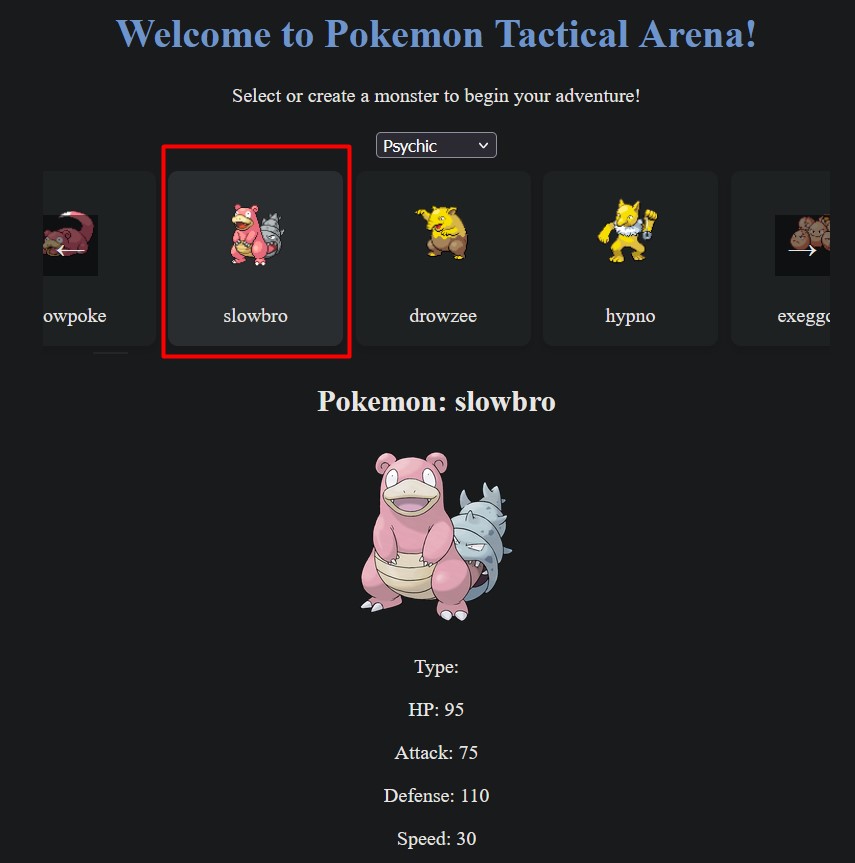 Welcome to Pokemon Tactical Arena!
Select or create a monster to begin your adventure!
Psychic
←
→
owpoke
slowbro
drowzee
hypno
exeggc
Pokemon: slowbro
Type:
HP: 95
Attack: 75
Defense: 110
Speed: 30